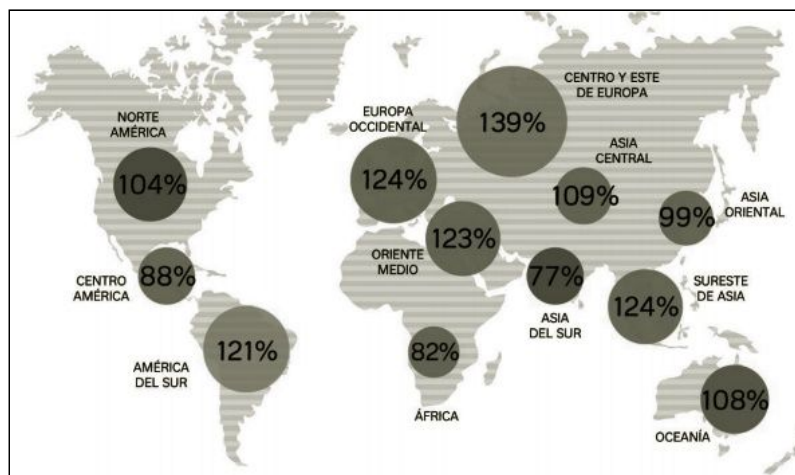 NORTE
AMÉRICA
104%
CENTRO
AMÉRICA
88%
AMÉRICA
DEL SUR
121%
EUROPA
OCCIDENTAL
124%
CENTRO Y ESTE
DE EUROPA
139%
ASIA
CENTRAL
109%
ASIA
ORIENTAL
99%
ORIENTE
MEDIO
123%
77%
ASIA
DEL SUR
SURESTE
DE ASIA
124%
82%
ÁFRICA
108%
OCEANÍA